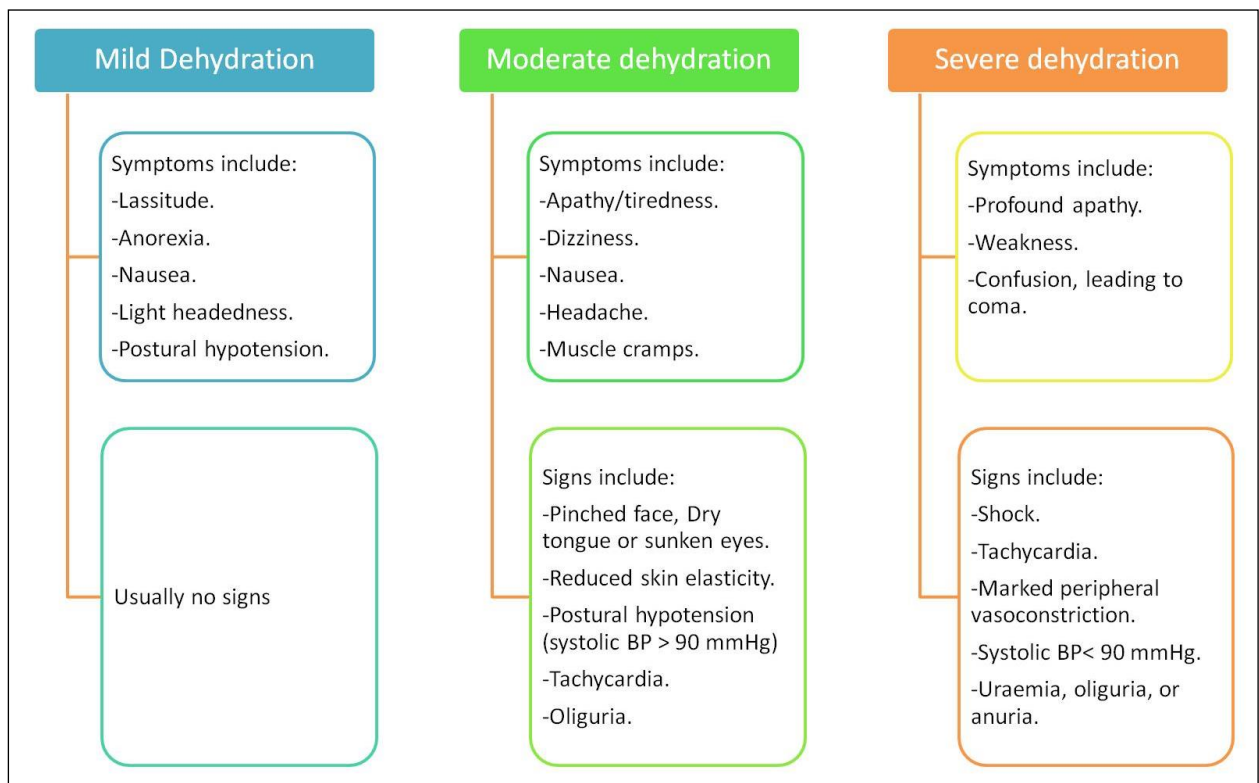 Mild Dehydration
Symptoms include:
-Lassitude.
-Anorexia.
-Nausea.
-Light headedness.
-Postural hypotension.
Usually no signs
Moderate dehydration
Symptoms include:
-Apathy/tiredness.
-Dizziness.
-Nausea.
-Headache.
-Muscle cramps.
Signs include:
-Pinched face, Dry
tongue or sunken eyes.
-Reduced skin elasticity.
-Postural hypotension
(systolic BP > 90 mmHg)
-Tachycardia.
-Oliguria.
Severe dehydration
Symptoms include:
-Profound apathy.
-Weakness.
-Confusion, leading to
coma.
Signs include:
-Shock.
-Tachycardia.
-Marked peripheral
vasoconstriction.
-Systolic BP< 90 mmHg.
-Uraemia, oliguria, or
anuria.